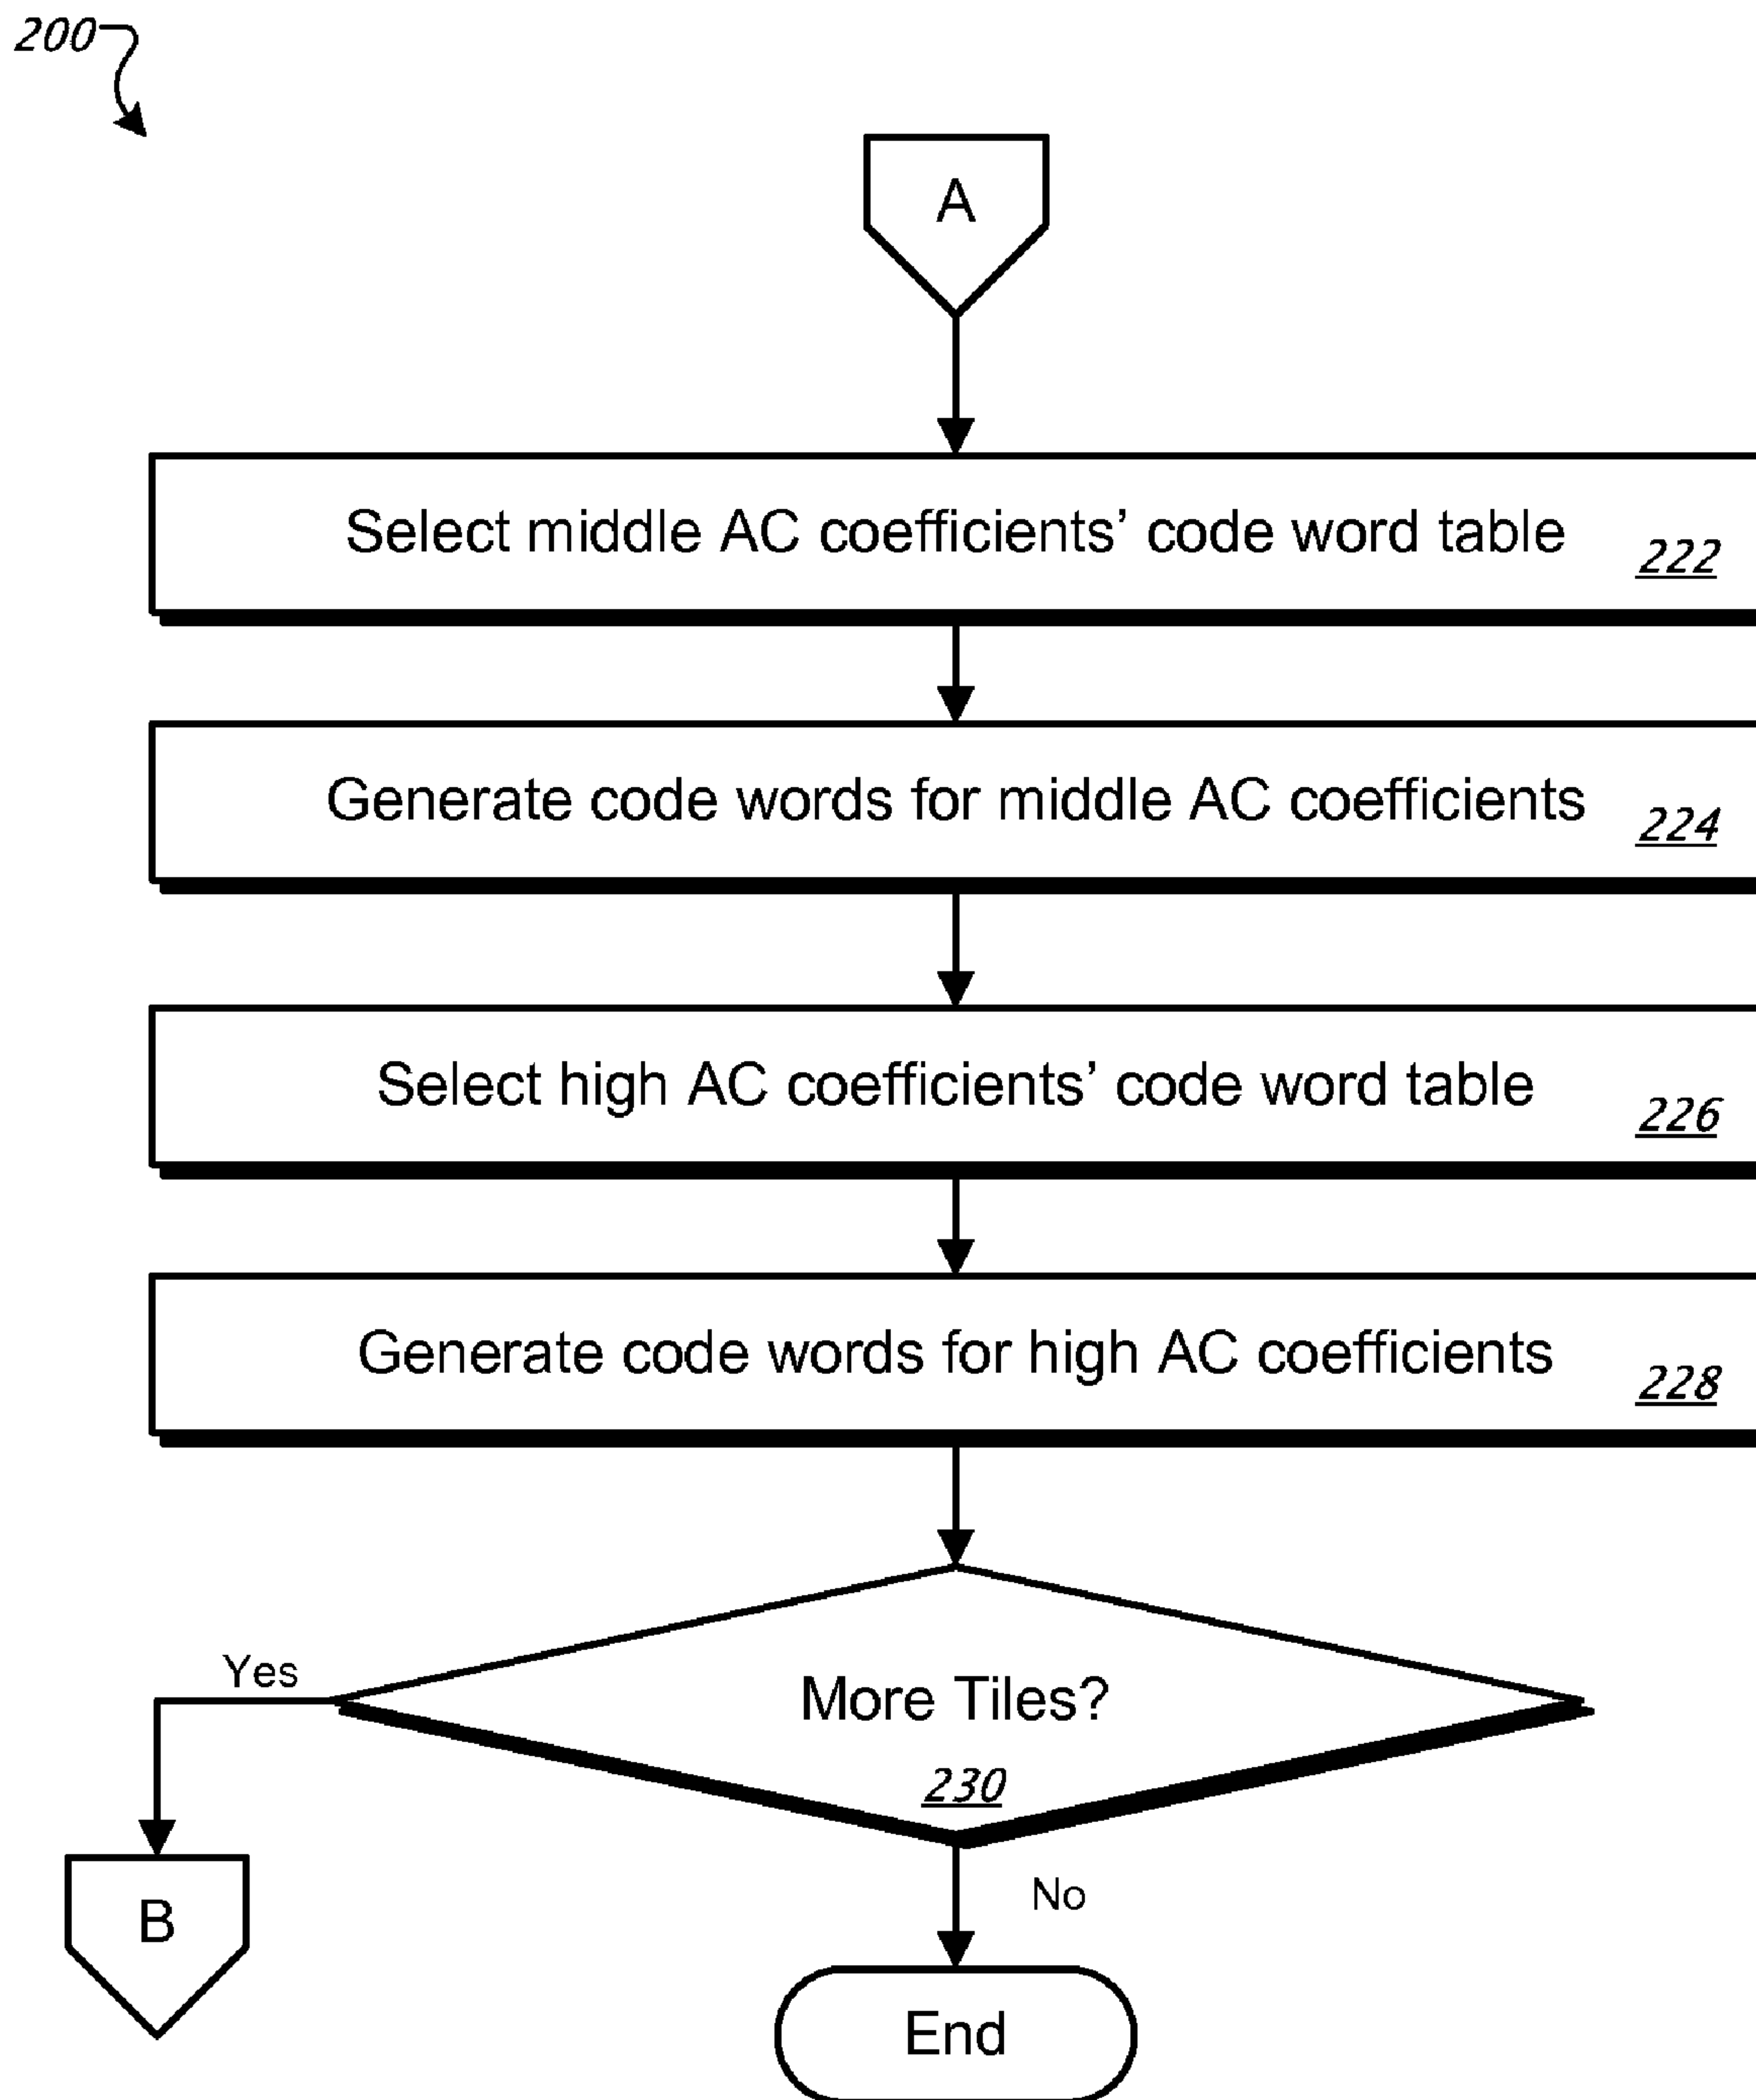 200
A
Select middle AC coefficients’ code word table
222
Generate code words for middle AC coefficients
224
Select high AC coefficients’ code word table
226
Generate code words for high AC coefficients
228
Yes
More Tiles?
230
B
No
End